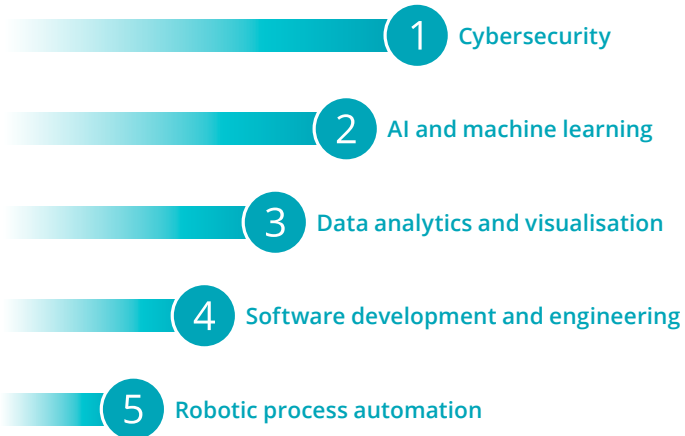 1 Cybersecurity
2 AI and machine learning
3 Data analytics and visualisation
4 Software development and engineering
5 Robotic process automation